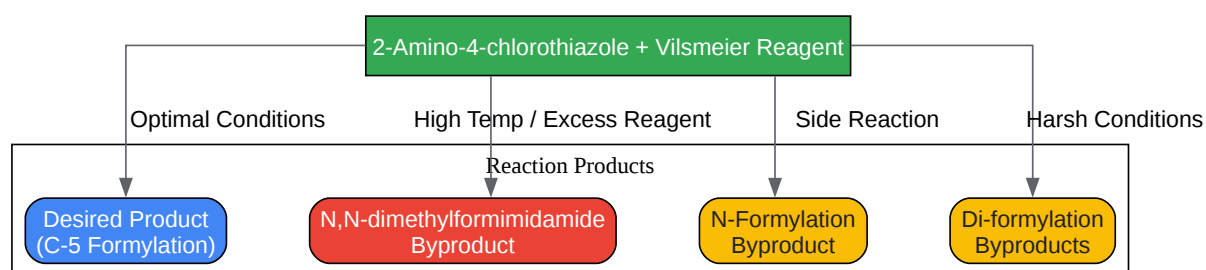 2-Amino-4-chlorothiazole + Vilsmeier Reagent
Optimal Conditions
High Temp / Excess Reagent
Side Reaction
Harsh Conditions
Reaction Products
Desired Product
(C-5 Formylation)
N,N-dimethylformimidamide
Byproduct
N-Formylation
Byproduct
Di-formylation
Byproducts